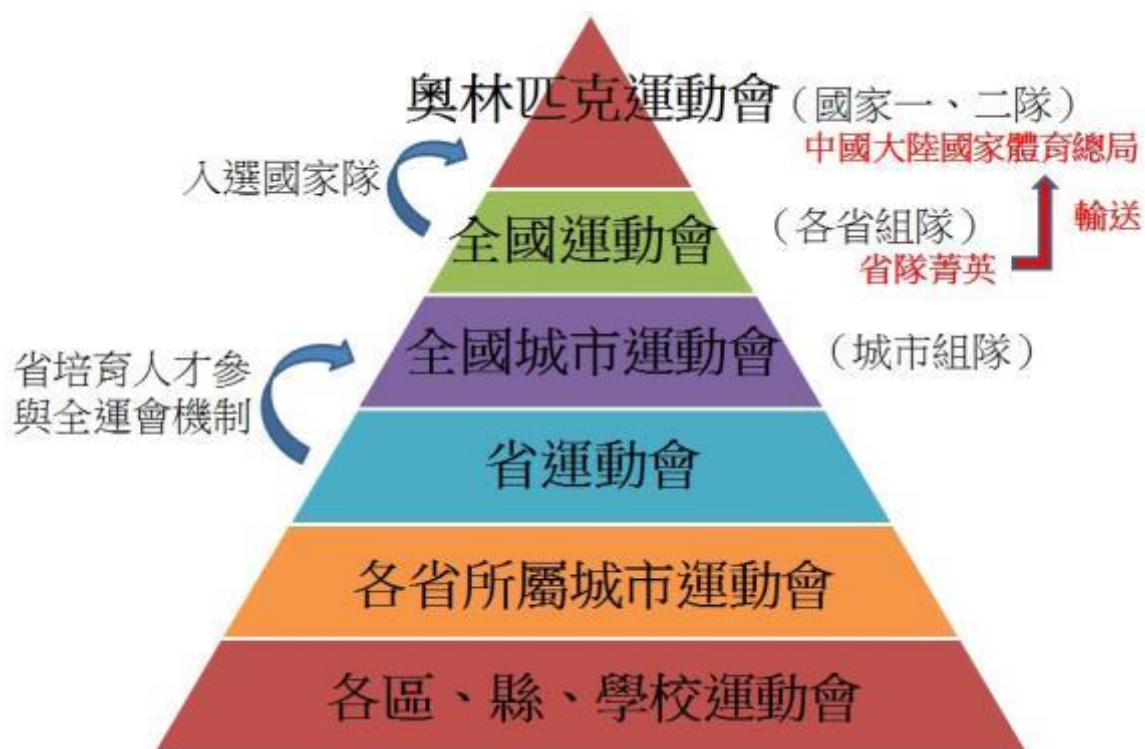 奧林匹克運動會（國家一、二隊）
中國大陸國家體育總局
入選國家隊
輸送
全國運動會
（各省組隊）
省隊菁英
全國城市運動會
（城市組隊）
省培育人才參
與全運會機制
省運動會
各省所屬城市運動會
各區、縣、學校運動會